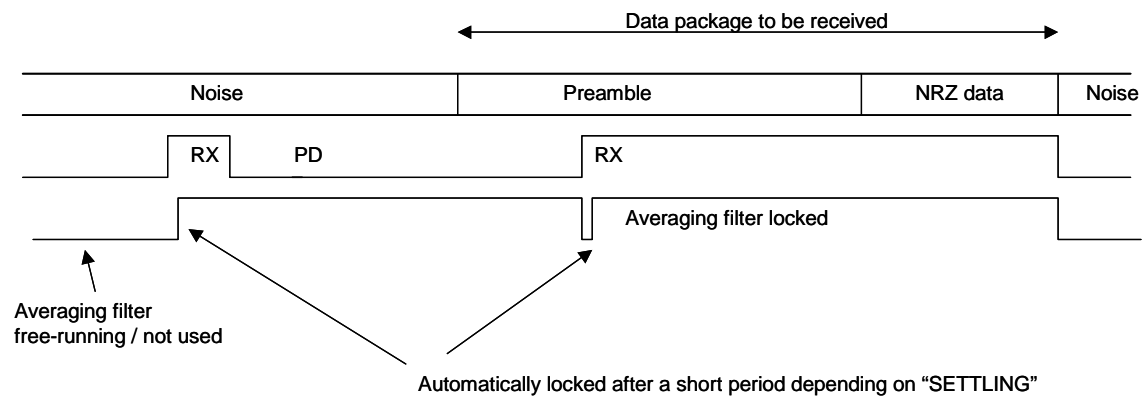 Data package to be received
Noise Preamble NRZ data Noise
RX PD RX
Averaging filter locked
Averaging filter
free-running / not used
Automatically locked after a short period depending on “SETTLING”